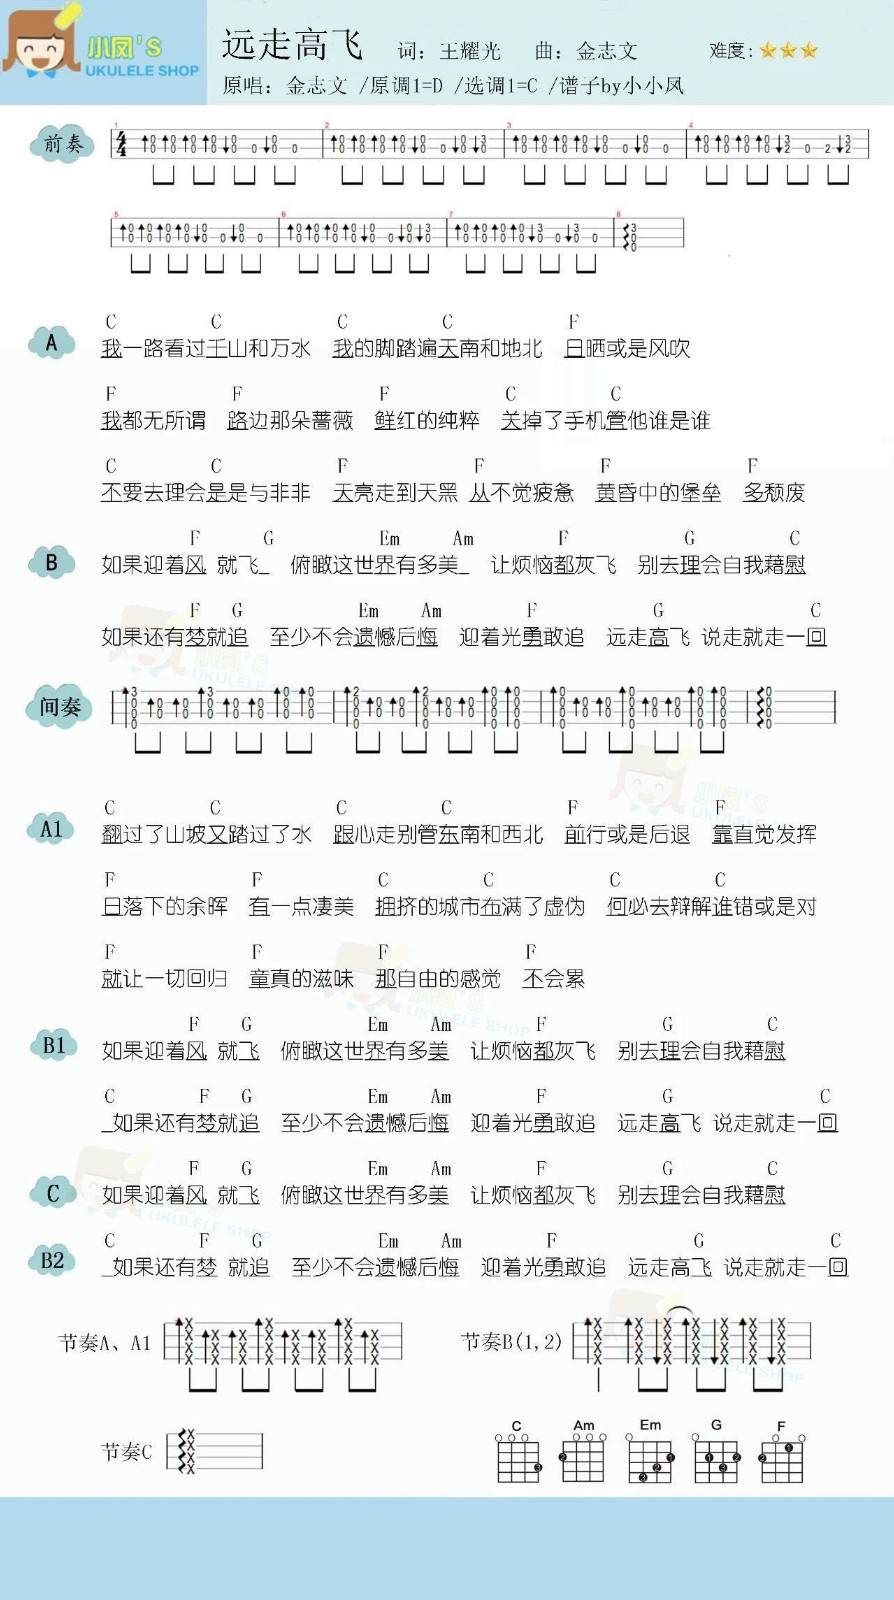 小凤'S
UKULELE SHOP
远走高飞 词：王耀光 曲：金志文 难度：
原唱：金志文 /原调1=D /选调1=C /谱子by小小凤
前奏
A
C C C C F
我一路看过千山和万水 我的脚踏遍天南和地北 日晒或是风吹
F F F C C
我都无所谓 路边那朵蔷薇 鲜红的纯粹 关掉了手机管他谁是谁
C C F F F F
不要去理会是是与非非 天亮走到天黑 从不觉疲惫 黄昏中的堡垒 多颓废
B
F G Em Am F G C
如果迎着风 就飞_ 俯瞰这世界有多美_ 让烦恼都灰飞 别去理会自我藉慰
F G Em Am F G C
如果还有梦就追 至少不会遗憾后悔 迎着光勇敢追 远走高飞 说走就走一回
间奏
A1
C C C C F F
翻过了山坡又踏过了水 跟心走别管东南和西北 前行或是后退 靠直觉发挥
F F C C C C
日落下的余晖 有一点凄美 拥挤的城市布满了虚伪 何必去辩解谁错或是对
F F F F
就让一切回归 童真的滋味 那自由的感觉 不会累
B1
F G Em Am F G C
如果迎着风 就飞 俯瞰这世界有多美 让烦恼都灰飞 别去理会自我藉慰
C F G Em Am F G C
_如果还有梦就追 至少不会遗憾后悔 迎着光勇敢追 远走高飞 说走就走一回
C
F G Em Am F G C
如果迎着风 就飞 俯瞰这世界有多美 让烦恼都灰飞 别去理会自我藉慰
B2
C F G Em Am F G C
_如果还有梦 就追 至少不会遗憾后悔 迎着光勇敢追 远走高飞 说走就走一回
节奏A、A1 节奏B(1,2)
节奏C
C Am Em G F